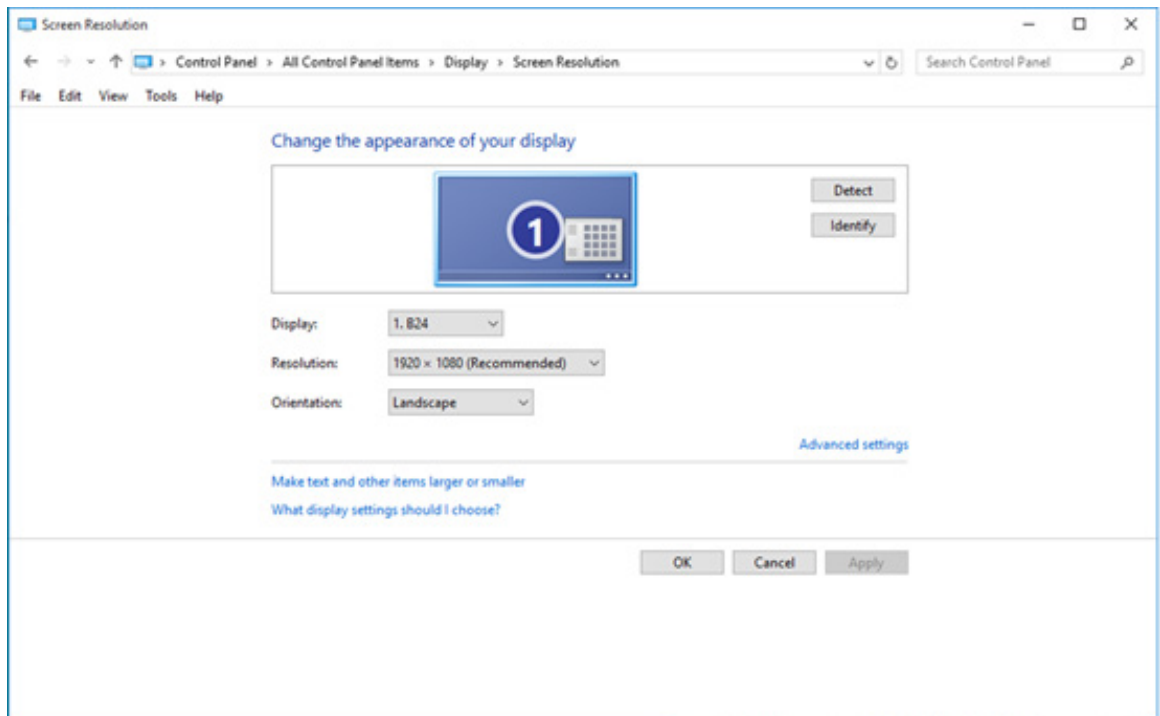 Screen Resolution
Control Panel > All Control Panel Items > Display > Screen Resolution
Search Control Panel
File Edit View Tools Help
Change the appearance of your display
1
Detect
Identify
Display: 1. B24
Resolution: 1920 × 1080 (Recommended)
Orientation: Landscape
Advanced settings
Make text and other items larger or smaller
What display settings should I choose?
OK Cancel Apply